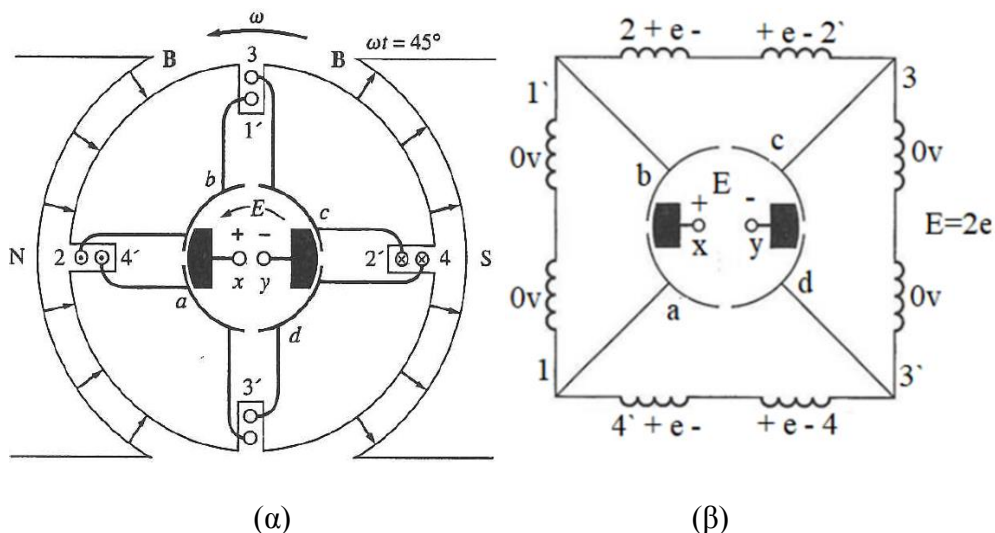 ω
ωt = 45°
B
B
3
1´
b
c
E
N
2
4´
+
-
2´
4
S
x
y
a
d
3´
(α)
2 + e -
+ e - 2`
1`
3
0v
0v
b
c
E
+
-
x
y
E=2e
0v
0v
a
d
1
3`
4` + e -
+ e - 4
(β)